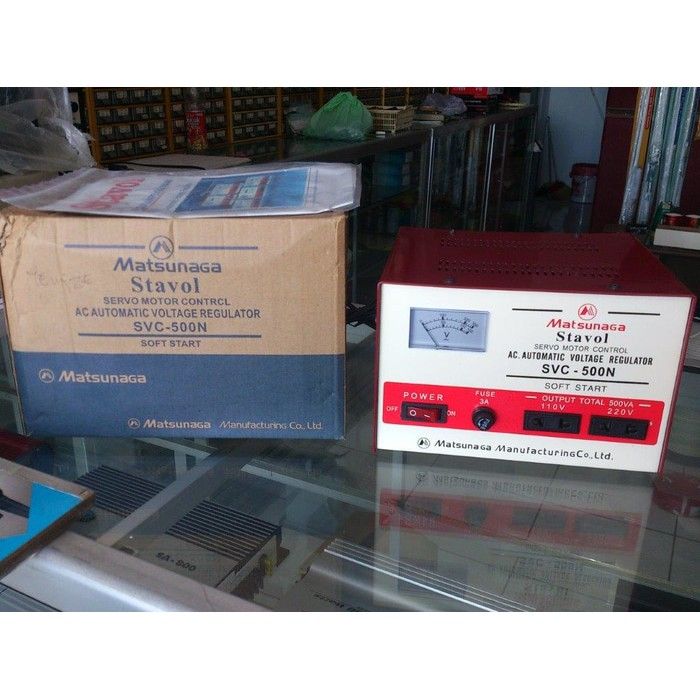 Matsunaga
Stavol
SERVO MOTOR CONTRCL
AC AUTOMATIC VOLTAGE REGULATOR
SVC-500N
SOFT START
Matsunaga
Matsunaga Manufacturing Co., Ltd.
Matsunaga
Stavol
SERVO MOTOR CONTROL
AC. AUTOMATIC VOLTAGE REGULATOR
SVC - 500N
SOFT START
V
POWER
OFF
ON
FUSE
3A
OUTPUT TOTAL 500VA
110V
220V
Matsunaga ManufacturingCo.,Ltd.